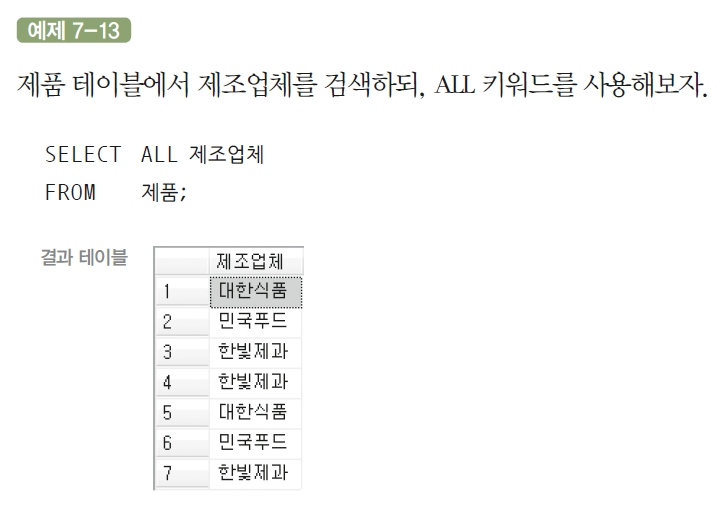 예제 7-13
제품 테이블에서 제조업체를 검색하되, ALL 키워드를 사용해보자.
SELECT ALL 제조업체
FROM 제품;
결과 테이블
제조업체
1 대한식품
2 민국푸드
3 한빛제과
4 한빛제과
5 대한식품
6 민국푸드
7 한빛제과